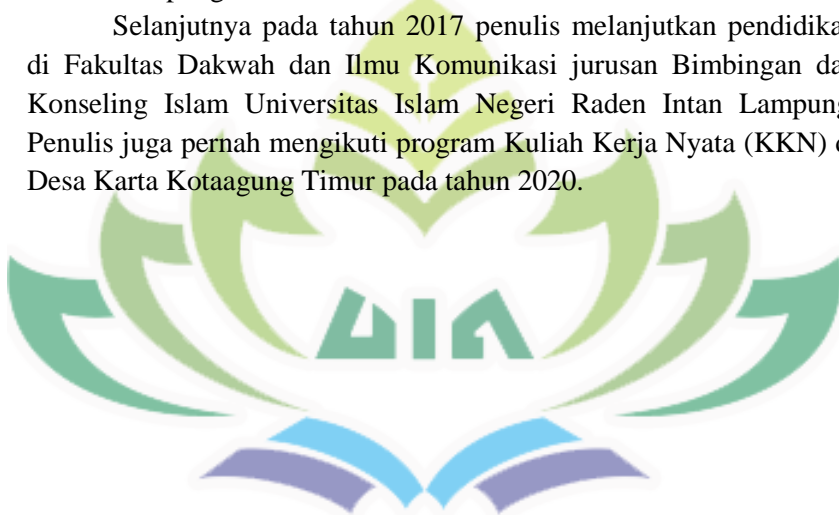 Selanjutnya pada tahun 2017 penulis melanjutkan pendidika
di Fakultas Dakwah dan Ilmu Komunikasi jurusan Bimbingan da
Konseling Islam Universitas Islam Negeri Raden Intan Lampung
Penulis juga pernah mengikuti program Kuliah Kerja Nyata (KKN) d
Desa Karta Kotaagung Timur pada tahun 2020.
UIN